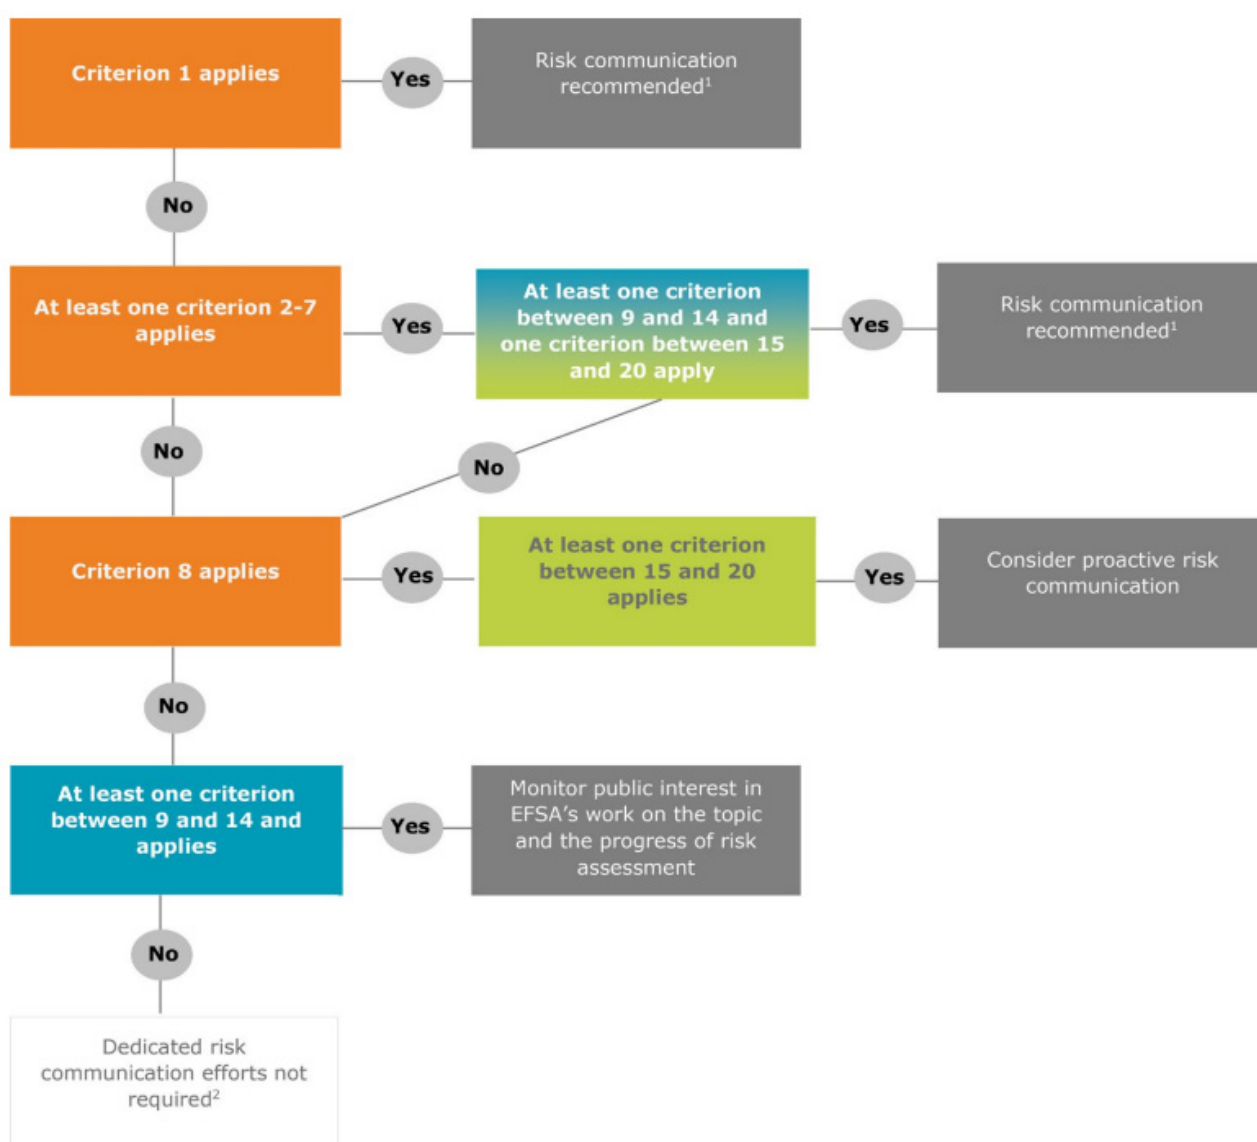 Criterion 1 applies
Yes
Risk communication
recommended¹
No
At least one criterion 2-7
applies
Yes
At least one criterion
between 9 and 14 and
one criterion between 15
and 20 apply
Yes
Risk communication
recommended¹
No
No
Criterion 8 applies
Yes
At least one criterion
between 15 and 20
applies
Yes
Consider proactive risk
communication
No
At least one criterion
between 9 and 14 and
applies
Yes
Monitor public interest in
EFSA’s work on the topic
and the progress of risk
assessment
No
Dedicated risk
communication efforts not
required²